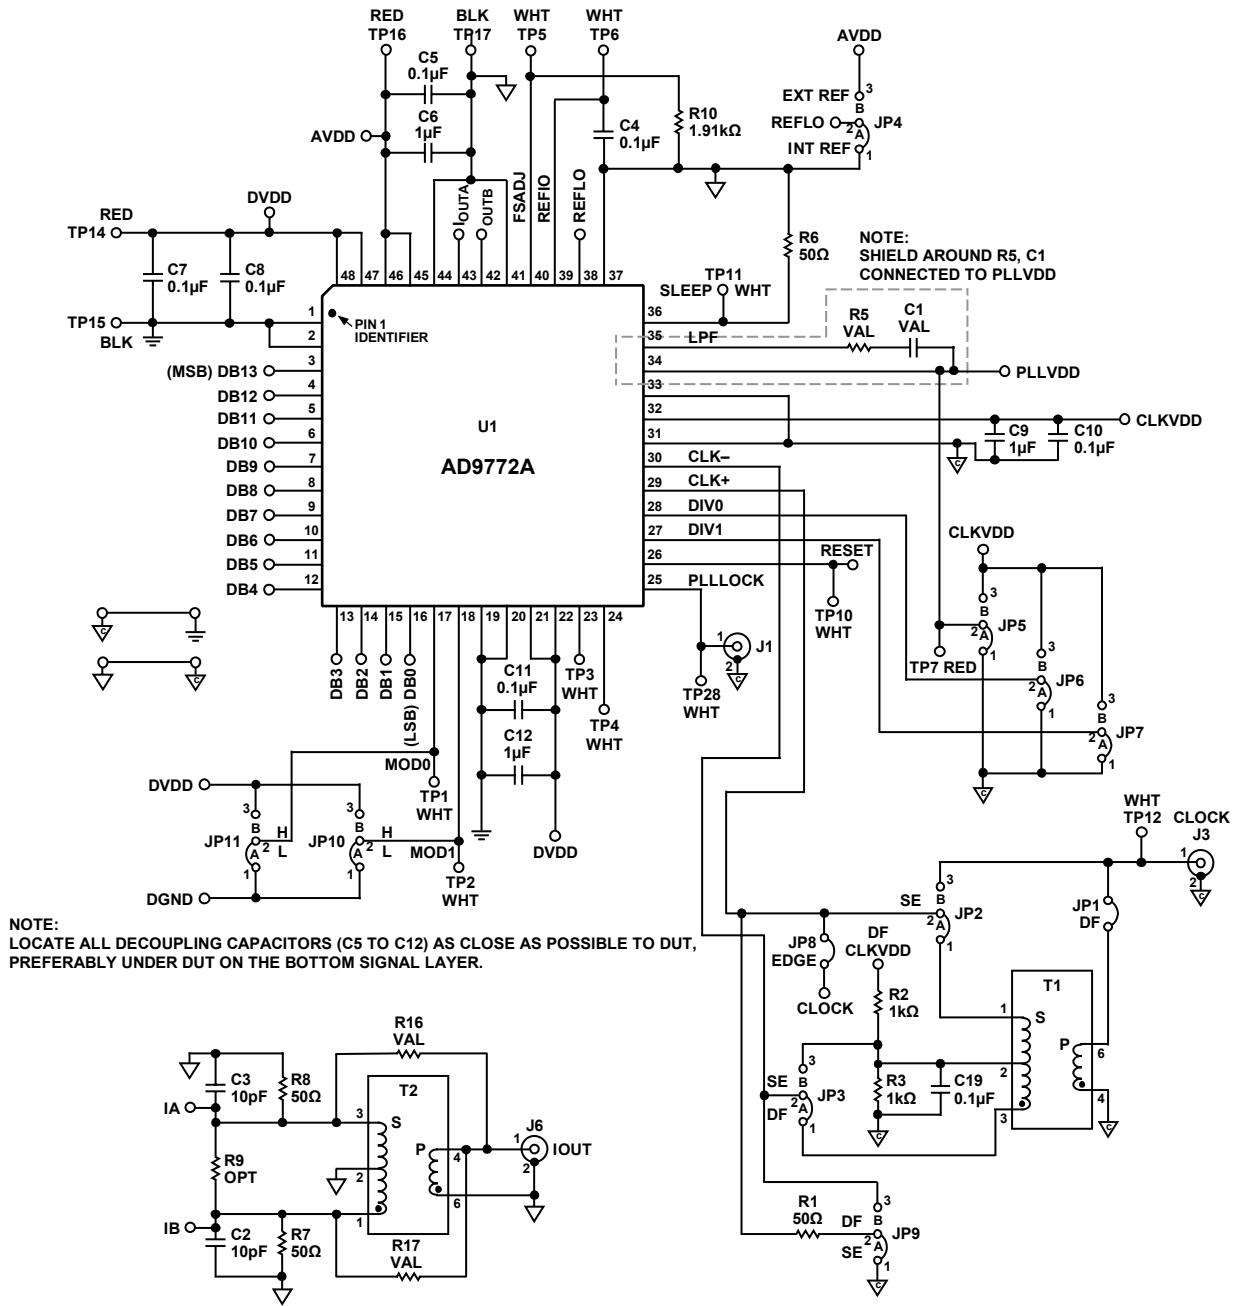 RED
TP16
BLK
TP17
WHT
TP5
WHT
TP6
AVDD
C5
0.1µF
C6
1µF
AVDD
R10
1.91kΩ
C4
0.1µF
EXT REF
3
B
REFLO
2
A
JP4
INT REF
1
DVDD
RED
TP14
C7
0.1µF
C8
0.1µF
TP15
BLK
IOUTA
OUTB
FSADJ
REFIO
REFLO
R6
50Ω
NOTE:
SHIELD AROUND R5, C1
CONNECTED TO PLLVDD
TP11
SLEEP
WHT
R5
VAL
C1
VAL
48
47
46
45
44
43
42
41
40
39
38
37
PIN 1
IDENTIFIER
1
2
3
4
5
6
7
8
9
10
11
12
(MSB) DB13
DB12
DB11
DB10
DB9
DB8
DB7
DB6
DB5
DB4
U1
AD9772A
36
35
34
33
32
31
30
29
28
27
26
25
LPF
PLLVDD
CLKVDD
C9
1µF
C10
0.1µF
C
CLK–
CLK+
DIV0
DIV1
RESET
PLLLOCK
TP10
WHT
13
14
15
16
17
18
19
20
21
22
23
24
DB3
DB2
DB1
(LSB) DB0
C11
0.1µF
C12
1µF
TP3
WHT
TP4
WHT
1
J1
2
C
TP28
WHT
CLKVDD
3
B
JP5
2
A
1
TP7 RED
3
B
JP6
2
A
1
3
B
JP7
2
A
1
C
C
C
MOD0
TP1
WHT
DVDD
3
B
JP11
A
2
H
L
1
3
B
JP10
A
2
H
L
1
MOD1
TP2
WHT
DGND
DVDD
WHT
TP12
CLOCK
J3
1
2
C
NOTE:
LOCATE ALL DECOUPLING CAPACITORS (C5 TO C12) AS CLOSE AS POSSIBLE TO DUT,
PREFERABLY UNDER DUT ON THE BOTTOM SIGNAL LAYER.
SE
3
B
JP2
2
A
1
JP1
DF
JP8
EDGE
CLOCK
DF
CLKVDD
R2
1kΩ
T1
1
S
2
3
P
6
4
C
SE
3
B
JP3
2
A
DF
1
R3
1kΩ
C19
0.1µF
C
R16
VAL
C3
10pF
R8
50Ω
IA
T2
3
S
2
1
P
4
6
J6
1
2
IOUT
R9
OPT
IB
C2
10pF
R7
50Ω
R17
VAL
R1
50Ω
DF
3
B
JP9
2
A
SE
1
C